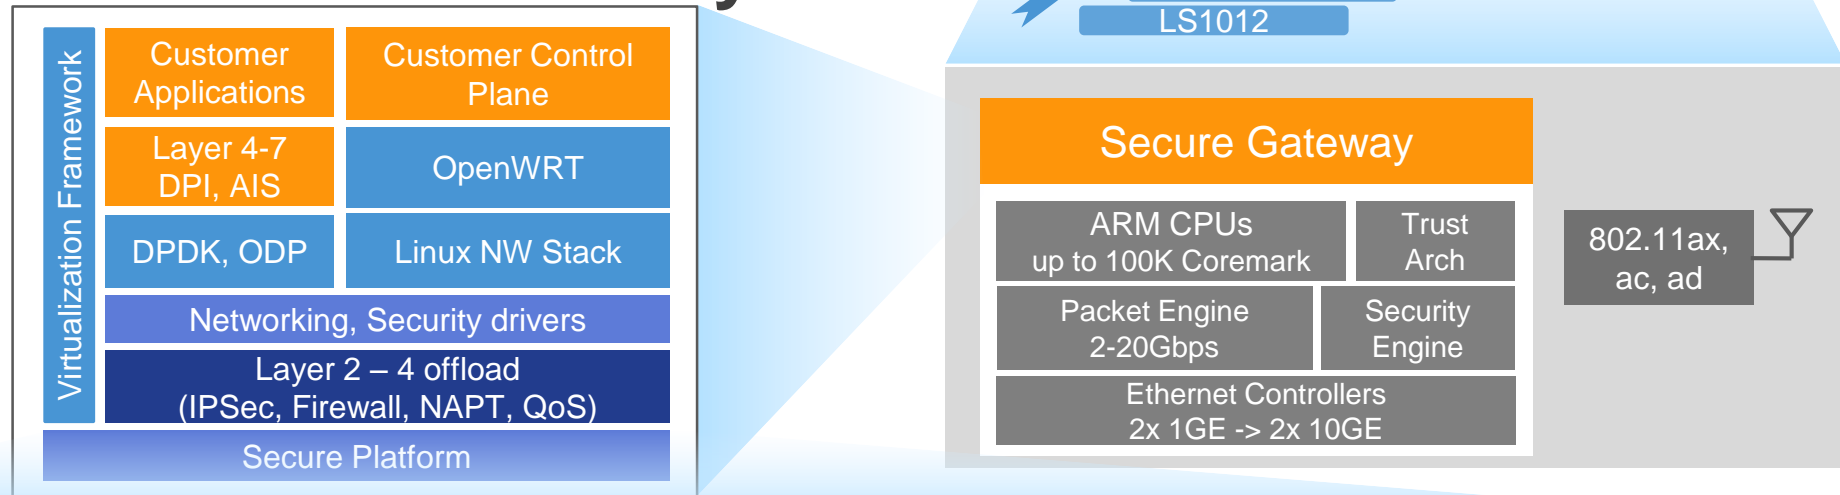 LS1012
Virtualization Framework
Customer
Applications
Customer Control
Plane
Layer 4-7
DPI, AIS
OpenWRT
DPDK, ODP
Linux NW Stack
Networking, Security drivers
Layer 2 – 4 offload
(IPSec, Firewall, NAPT, QoS)
Secure Platform
Secure Gateway
ARM CPUs
up to 100K Coremark
Trust
Arch
Packet Engine
2-20Gbps
Security
Engine
Ethernet Controllers
2x 1GE -> 2x 10GE
802.11ax,
ac, ad